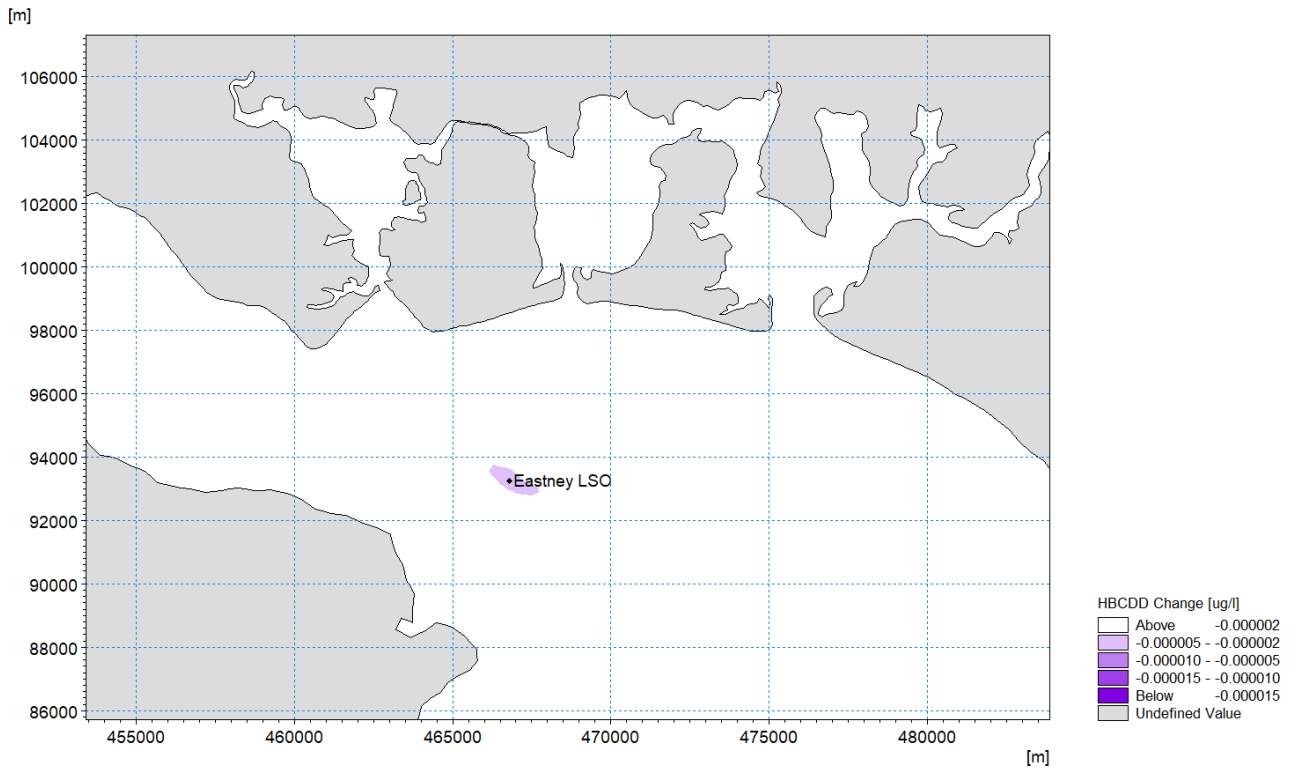 [m]
106000
104000
102000
100000
98000
96000
94000
92000
90000
88000
86000
Eastney LSO
455000 460000 465000 470000 475000 480000
[m]
HBCDD Change [ug/l]
Above -0.000002
-0.000005 - -0.000002
-0.000010 - -0.000005
-0.000015 - -0.000010
Below -0.000015
Undefined Value